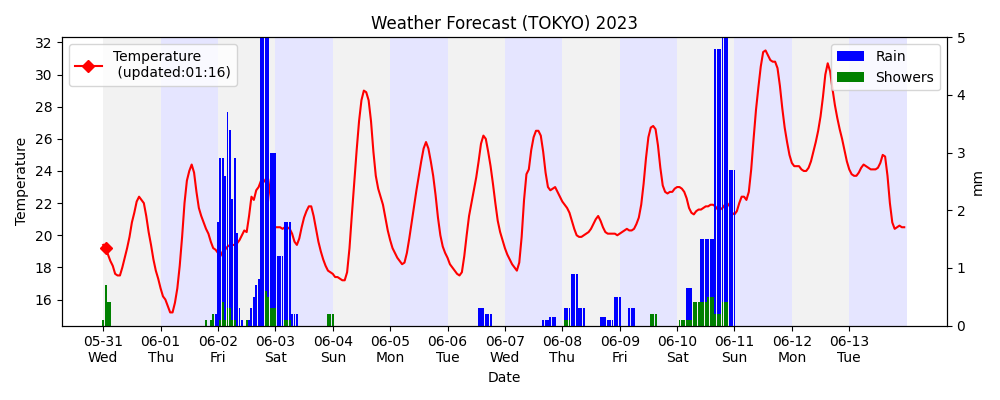 Weather Forecast (TOKYO) 2023
Temperature
(updated:01:16)
Rain
Showers
32
30
28
26
24
22
20
18
16
Temperature
5
4
3
2
1
0
mm
05-31 06-01 06-02 06-03 06-04 06-05 06-06 06-07 06-08 06-09 06-10 06-11 06-12 06-13
Wed Thu Fri Sat Sun Mon Tue Wed Thu Fri Sat Sun Mon Tue
Date